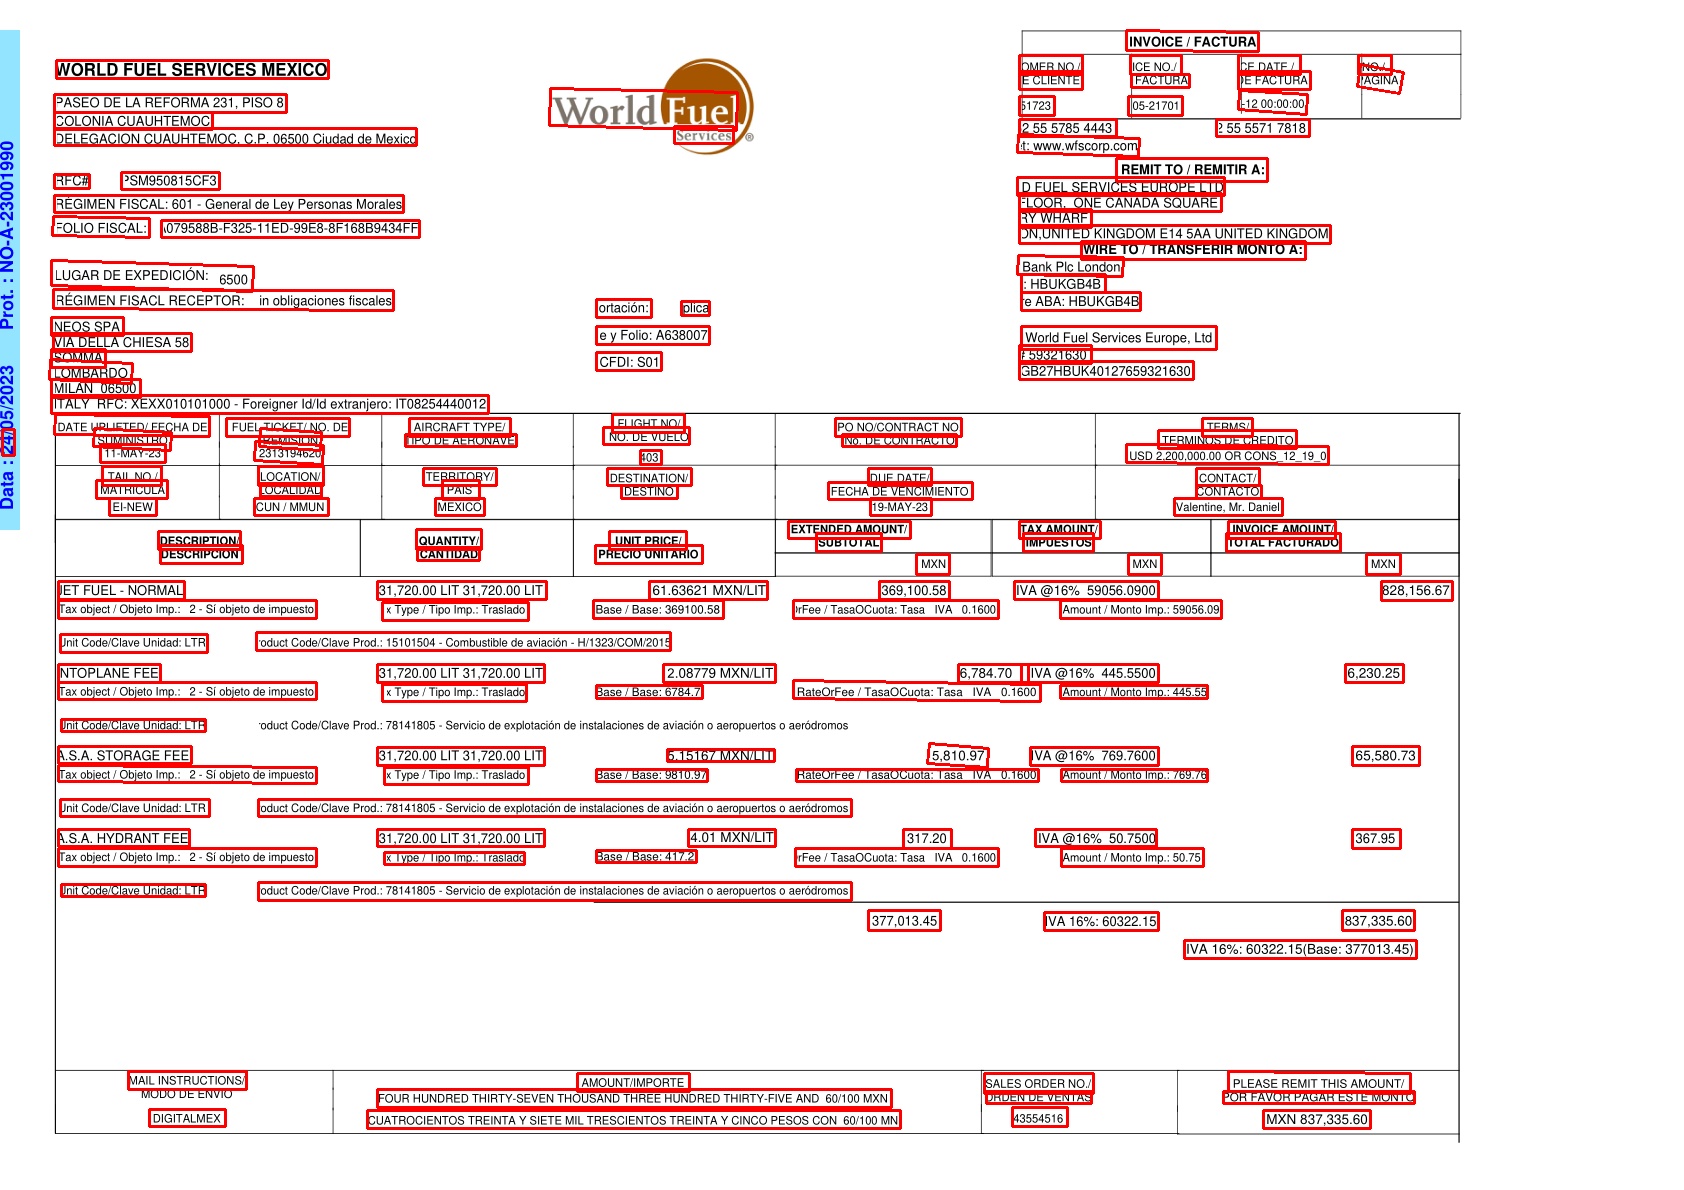 INVOICE / FACTURA
WORLD FUEL SERVICES MEXICO
OMER NO./ ICE NO./ CE DATE / NO./
E CLIENTE FACTURA DE FACTURA PAGINA
PASEO DE LA REFORMA 231, PISO 8
51723 05-21701 -12 00:00:00
COLONIA CUAUHTEMOC
DELEGACION CUAUHTEMOC. C.P. 06500 Ciudad de Mexico
World Fuel
Services ®
2 55 5785 4443 2 55 5571 7818
t: www.wfscorp.com
REMIT TO / REMITIR A:
RFC# PSM950815CF3
D FUEL SERVICES EUROPE LTD
RÉGIMEN FISCAL: 601 - General de Ley Personas Morales
FLOOR, ONE CANADA SQUARE
RY WHARF
FOLIO FISCAL: A079588B-F325-11ED-99E8-8F168B9434FF
ON,UNITED KINGDOM E14 5AA UNITED KINGDOM
WIRE TO / TRANSFERIR MONTO A:
Bank Plc London
LUGAR DE EXPEDICIÓN: 6500
: HBUKGB4B
RÉGIMEN FISACL RECEPTOR: in obligaciones fiscales
re ABA: HBUKGB4B
ortación: plica
NEOS SPA
VIA DELLA CHIESA 58
e y Folio: A638007
World Fuel Services Europe, Ltd
SOMMA
# 59321630
LOMBARDO
CFDI: S01
GB27HBUK40127659321630
MILAN 06500
ITALY RFC: XEXX010101000 - Foreigner Id/Id extranjero: IT08254440012
DATE UPLIFTED/ FECHA DE FUEL TICKET/ NO. DE AIRCRAFT TYPE/ FLIGHT NO/ PO NO/CONTRACT NO TERMS/
SUMINISTRO REMISION TIPO DE AERONAVE NO. DE VUELO No. DE CONTRACTO TERMINOS DE CREDITO
11-MAY-23 2313194620 403 USD 2,200,000.00 OR CONS_12_19_0
TAIL NO./ LOCATION/ TERRITORY/ DESTINATION/ DUE DATE/ CONTACT/
MATRICULA LOCALIDAD PAIS DESTINO FECHA DE VENCIMIENTO CONTACTO
EI-NEW CUN / MMUN MEXICO 19-MAY-23 Valentine, Mr. Daniel
DESCRIPTION/ QUANTITY/ UNIT PRICE/ EXTENDED AMOUNT/ TAX AMOUNT/ INVOICE AMOUNT/
DESCRIPCION CANTIDAD PRECIO UNITARIO SUBTOTAL IMPUESTOS TOTAL FACTURADO
MXN MXN MXN
JET FUEL - NORMAL 31,720.00 LIT 31,720.00 LIT 61.63621 MXN/LIT 369,100.58 IVA @16% 59056.0900 828,156.67
Tax object / Objeto Imp.: 2 - Sí objeto de impuesto x Type / Tipo Imp.: Traslado Base / Base: 369100.58 rFee / TasaOCuota: Tasa IVA 0.1600 Amount / Monto Imp.: 59056.09
Unit Code/Clave Unidad: LTR roduct Code/Clave Prod.: 15101504 - Combustible de aviación - H/1323/COM/2015
NTOPLANE FEE 31,720.00 LIT 31,720.00 LIT 2.08779 MXN/LIT 6,784.70 IVA @16% 445.5500 6,230.25
Tax object / Objeto Imp.: 2 - Sí objeto de impuesto x Type / Tipo Imp.: Traslado Base / Base: 6784.7 RateOrFee / TasaOCuota: Tasa IVA 0.1600 Amount / Monto Imp.: 445.55
Unit Code/Clave Unidad: LTR roduct Code/Clave Prod.: 78141805 - Servicio de explotación de instalaciones de aviación o aeropuertos o aeródromos
A.S.A. STORAGE FEE 31,720.00 LIT 31,720.00 LIT 5.15167 MXN/LIT 5,810.97 IVA @16% 769.7600 65,580.73
Tax object / Objeto Imp.: 2 - Sí objeto de impuesto x Type / Tipo Imp.: Traslado Base / Base: 9810.97 RateOrFee / TasaOCuota: Tasa IVA 0.1600 Amount / Monto Imp.: 769.76
Unit Code/Clave Unidad: LTR oduct Code/Clave Prod.: 78141805 - Servicio de explotación de instalaciones de aviación o aeropuertos o aeródromos
A.S.A. HYDRANT FEE 31,720.00 LIT 31,720.00 LIT 4.01 MXN/LIT 317.20 IVA @16% 50.7500 367.95
Tax object / Objeto Imp.: 2 - Sí objeto de impuesto x Type / Tipo Imp.: Traslado Base / Base: 417.2 rFee / TasaOCuota: Tasa IVA 0.1600 Amount / Monto Imp.: 50.75
Unit Code/Clave Unidad: LTR oduct Code/Clave Prod.: 78141805 - Servicio de explotación de instalaciones de aviación o aeropuertos o aeródromos
377,013.45 IVA 16%: 60322.15 837,335.60
IVA 16%: 60322.15(Base: 377013.45)
MAIL INSTRUCTIONS/ AMOUNT/IMPORTE SALES ORDER NO./ PLEASE REMIT THIS AMOUNT/
MODO DE ENVIO FOUR HUNDRED THIRTY-SEVEN THOUSAND THREE HUNDRED THIRTY-FIVE AND 60/100 MXN ORDEN DE VENTAS POR FAVOR PAGAR ESTE MONTO
DIGITALMEX CUATROCIENTOS TREINTA Y SIETE MIL TRESCIENTOS TREINTA Y CINCO PESOS CON 60/100 MN 43554516 MXN 837,335.60
Data : 24/05/2023 Prot. : NO-A-23001990